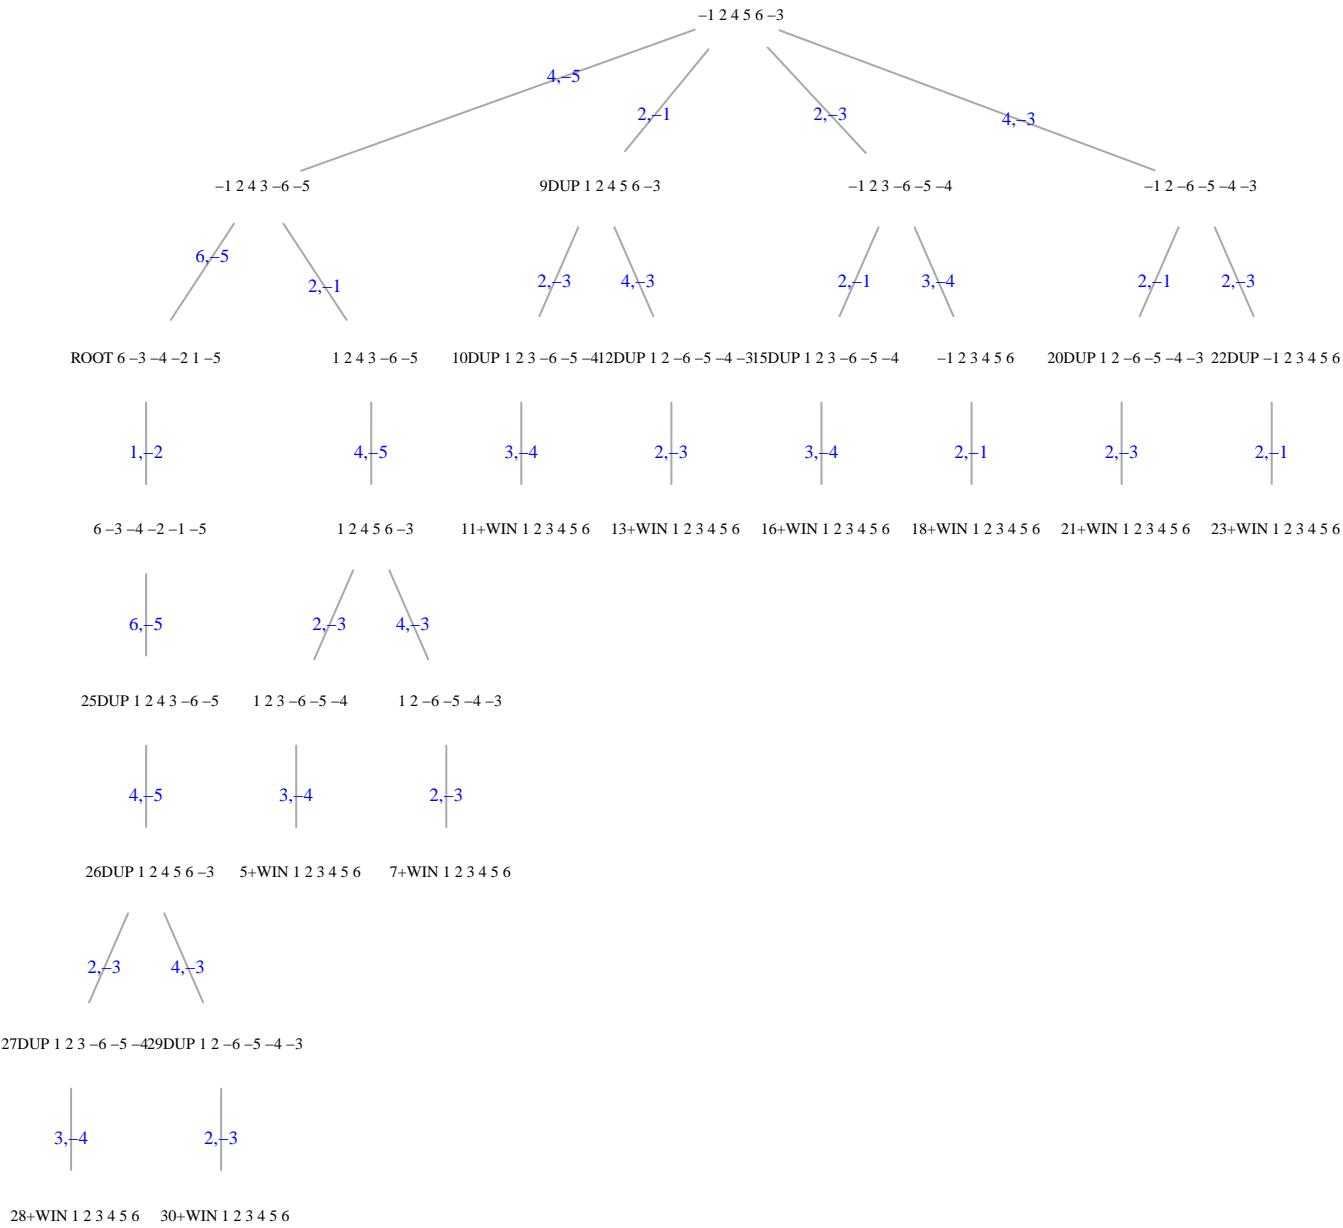 −1 2 4 5 6 −3
4,−5
2,−1
2,−3
4,−3
−1 2 4 3 −6 −5
9DUP 1 2 4 5 6 −3
−1 2 3 −6 −5 −4
−1 2 −6 −5 −4 −3
6,−5
2,−1
2,−3
4,−3
2,−1
3,−4
2,−1
2,−3
ROOT 6 −3 −4 −2 1 −5
1 2 4 3 −6 −5
10DUP 1 2 3 −6 −5 −4
12DUP 1 2 −6 −5 −4 −3
15DUP 1 2 3 −6 −5 −4
−1 2 3 4 5 6
20DUP 1 2 −6 −5 −4 −3
22DUP −1 2 3 4 5 6
1,−2
4,−5
3,−4
2,−3
3,−4
2,−1
2,−3
2,−1
6 −3 −4 −2 −1 −5
1 2 4 5 6 −3
11+WIN 1 2 3 4 5 6
13+WIN 1 2 3 4 5 6
16+WIN 1 2 3 4 5 6
18+WIN 1 2 3 4 5 6
21+WIN 1 2 3 4 5 6
23+WIN 1 2 3 4 5 6
6,−5
2,−3
4,−3
25DUP 1 2 4 3 −6 −5
1 2 3 −6 −5 −4
1 2 −6 −5 −4 −3
4,−5
3,−4
2,−3
26DUP 1 2 4 5 6 −3
5+WIN 1 2 3 4 5 6
7+WIN 1 2 3 4 5 6
2,−3
4,−3
27DUP 1 2 3 −6 −5 −4
29DUP 1 2 −6 −5 −4 −3
3,−4
2,−3
28+WIN 1 2 3 4 5 6
30+WIN 1 2 3 4 5 6